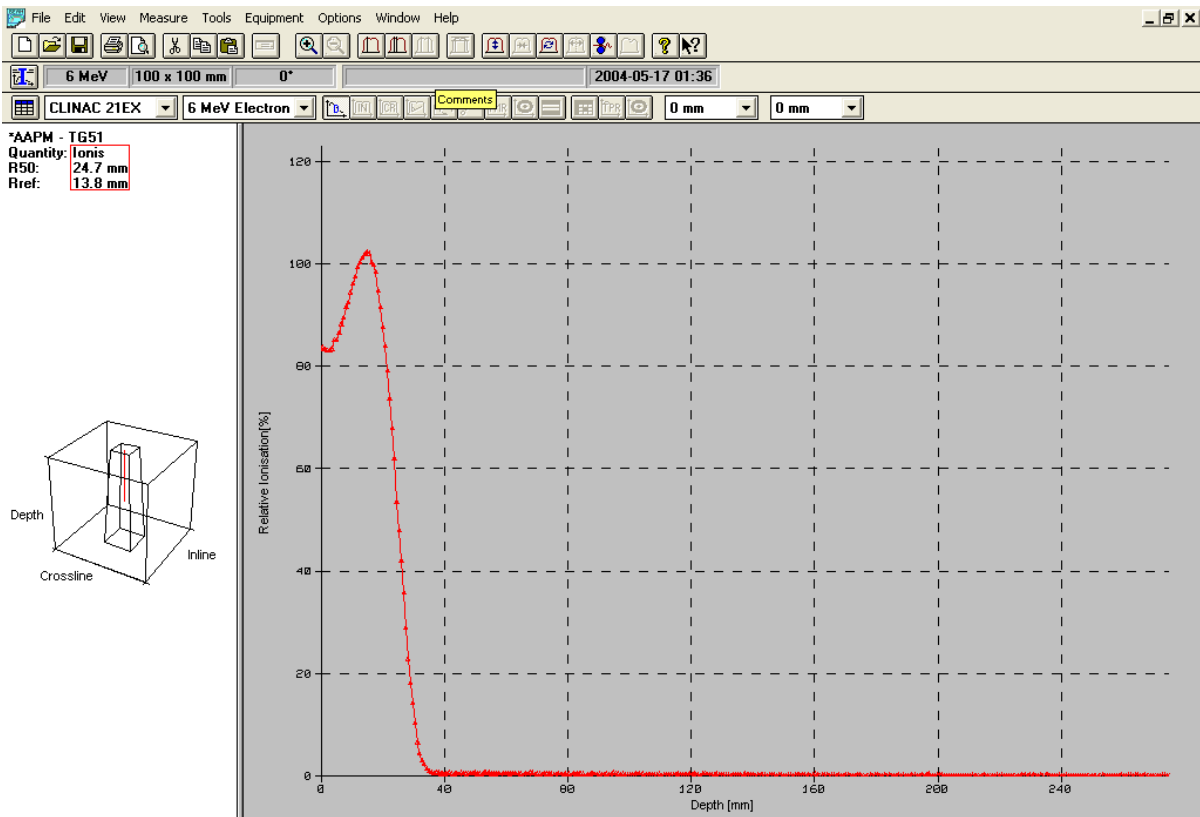 File Edit View Measure Tools Equipment Options Window Help
6 MeV 100 x 100 mm 0° 2004-05-17 01:36
CLINAC 21EX 6 MeV Electron 0 mm 0 mm
Comments
*AAPM - TG51
Quantity: Ionis
R50: 24.7 mm
Rref: 13.8 mm
Depth
Inline
Crossline
Relative Ionisation[%]
120
100
80
60
40
20
0
0 40 80 120 160 200 240
Depth [mm]